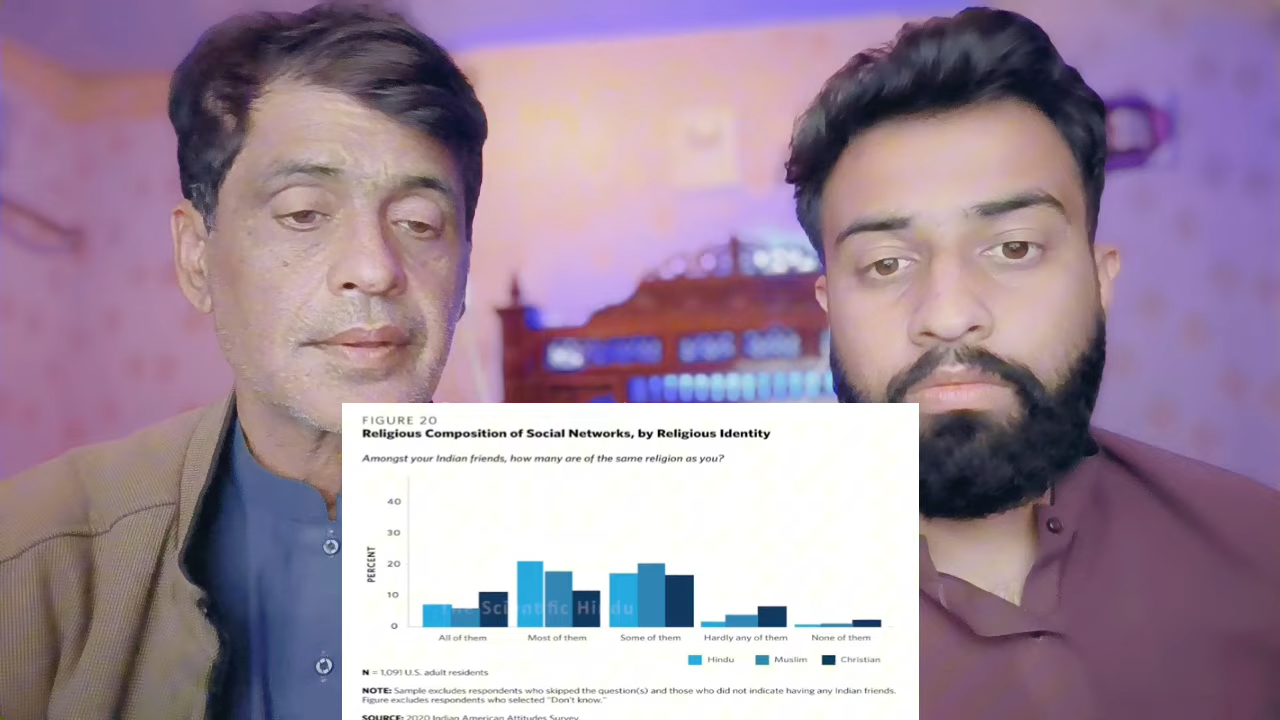 FIGURE 20
Religious Composition of Social Networks, by Religious Identity
Amongst your Indian friends, how many are of the same religion as you?
40
30
20
10
0
PERCENT
The Scientific Hindu
All of them
Most of them
Some of them
Hardly any of them
None of them
Hindu
Muslim
Christian
N = 1,091 U.S. adult residents
NOTE: Sample excludes respondents who skipped the question(s) and those who did not indicate having any Indian friends.
Figure excludes respondents who selected "Don't know."
SOURCE: 2020 Indian American Attitudes Survey